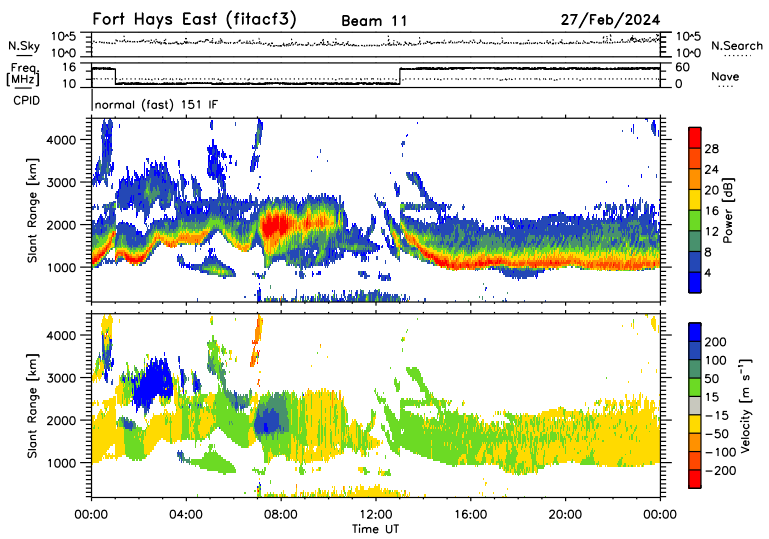 Fort Hays East (fitacf3) Beam 11 27/Feb/2024
N.Sky 10^5 10^0 10^5 10^0 N.Search
Freq. [MHz] 16 10 60 0 Nave
CPID normal (fast) 151 IF
Slant Range [km] 4000 3000 2000 1000
28 24 20 16 12 8 4 Power [dB]
Slant Range [km] 4000 3000 2000 1000
200 100 50 15 −15 −50 −100 −200 Velocity [m s⁻¹]
00:00 04:00 08:00 12:00 16:00 20:00 00:00
Time UT